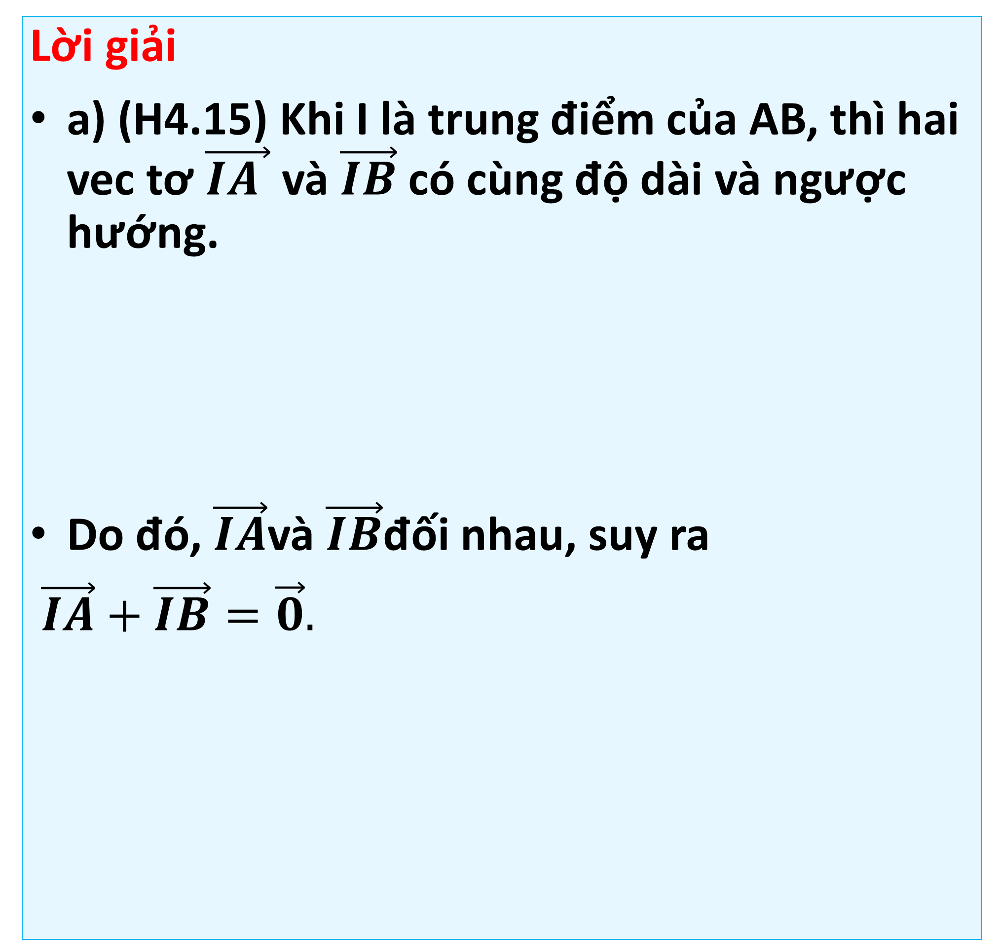 Lời giải
• a) (H4.15) Khi I là trung điểm của AB, thì hai
vec tơ $\overrightarrow{IA}$ và $\overrightarrow{IB}$ có cùng độ dài và ngược
hướng.
• Do đó, $\overrightarrow{IA}$và $\overrightarrow{IB}$đối nhau, suy ra
$\overrightarrow{IA} + \overrightarrow{IB} = \overrightarrow{0}$.